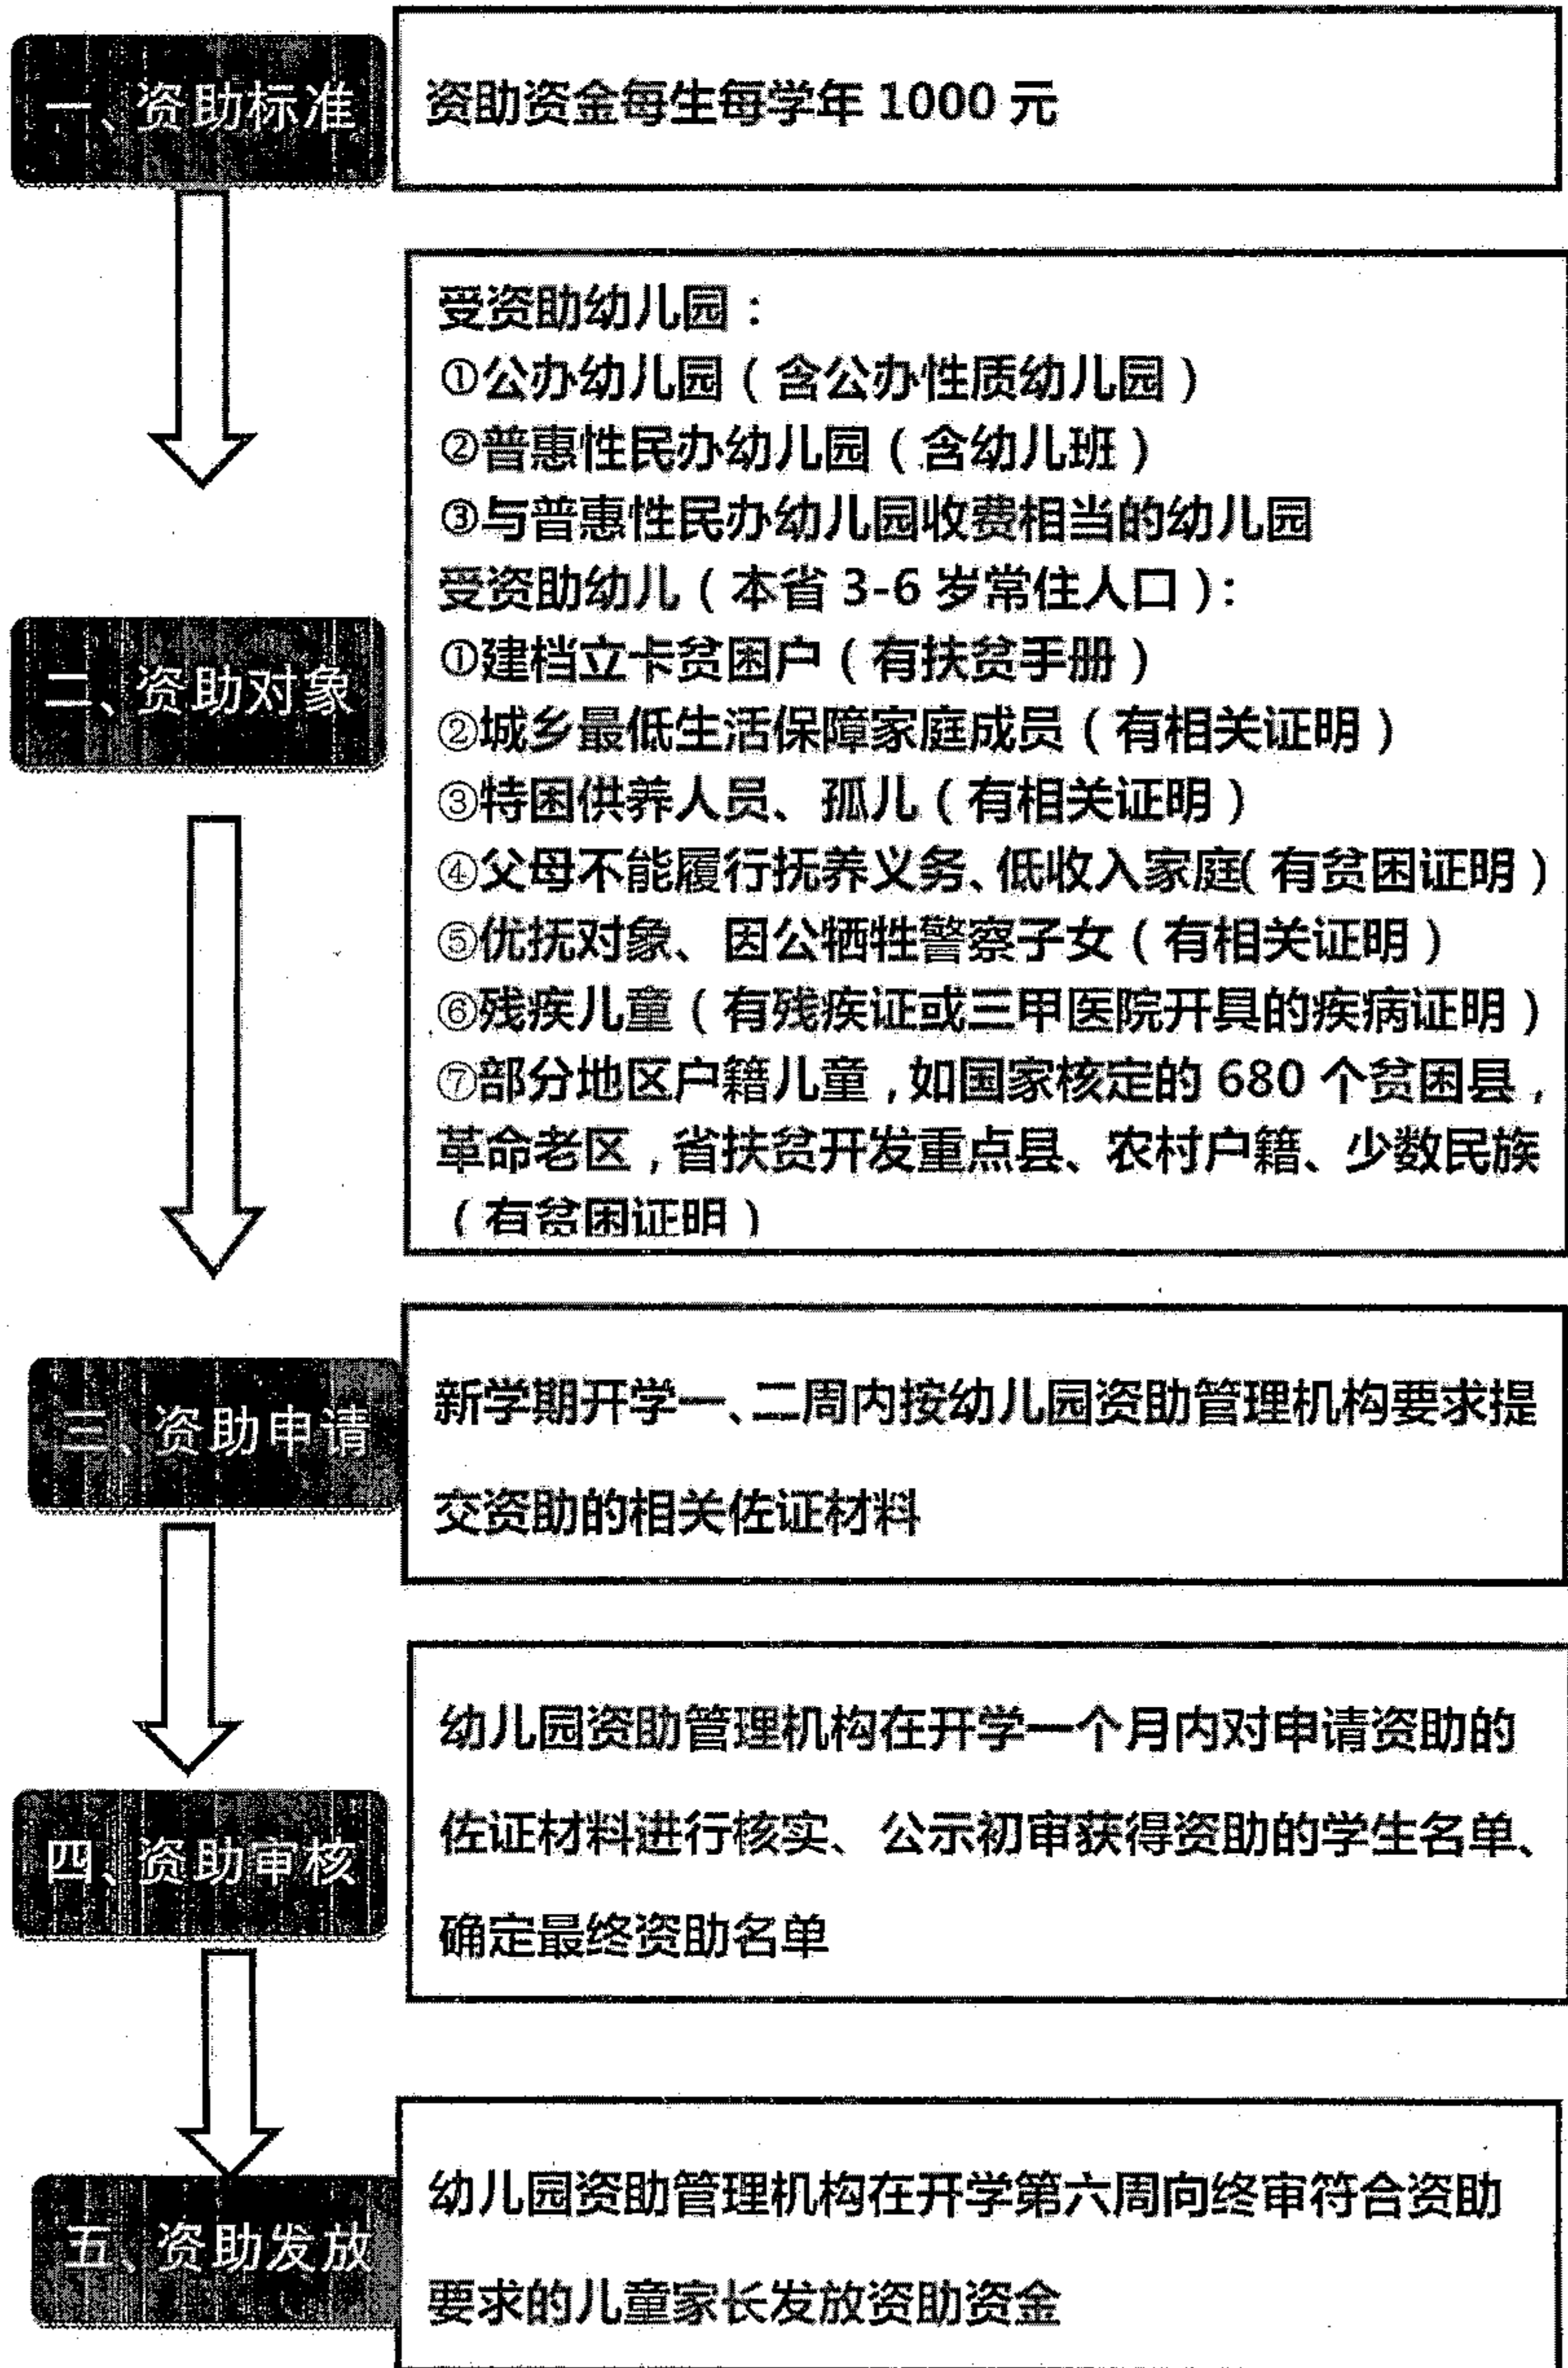 一、资助标准
资助资金每生每学年 1000 元
二、资助对象
受资助幼儿园：
①公办幼儿园（含公办性质幼儿园）
②普惠性民办幼儿园（含幼儿班）
③与普惠性民办幼儿园收费相当的幼儿园
受资助幼儿（本省 3-6 岁常住人口）：
①建档立卡贫困户（有扶贫手册）
②城乡最低生活保障家庭成员（有相关证明）
③特困供养人员、孤儿（有相关证明）
④父母不能履行抚养义务、低收入家庭（有贫困证明）
⑤优抚对象、因公牺牲警察子女（有相关证明）
⑥残疾儿童（有残疾证或三甲医院开具的疾病证明）
⑦部分地区户籍儿童，如国家核定的 680 个贫困县，
革命老区，省扶贫开发重点县、农村户籍、少数民族
（有贫困证明）
三、资助申请
新学期开学一、二周内按幼儿园资助管理机构要求提
交资助的相关佐证材料
四、资助审核
幼儿园资助管理机构在开学一个月内对申请资助的
佐证材料进行核实、公示初审获得资助的学生名单、
确定最终资助名单
五、资助发放
幼儿园资助管理机构在开学第六周向终审符合资助
要求的儿童家长发放资助资金